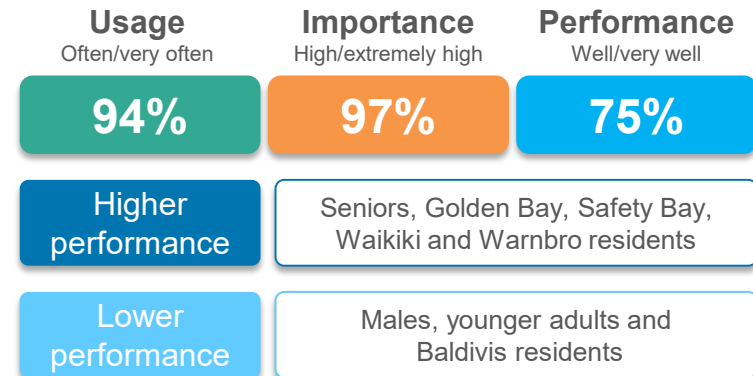 Usage
Often/very often
94%
Importance
High/extremely high
97%
Performance
Well/very well
75%
Higher
performance
Seniors, Golden Bay, Safety Bay,
Waikiki and Warnbro residents
Lower
performance
Males, younger adults and
Baldivis residents